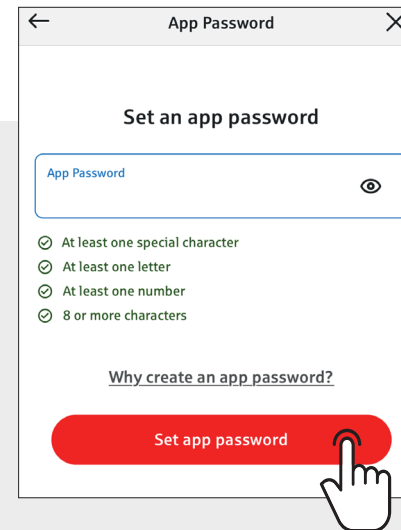 App Password
Set an app password
App Password
At least one special character
At least one letter
At least one number
8 or more characters
Why create an app password?
Set app password